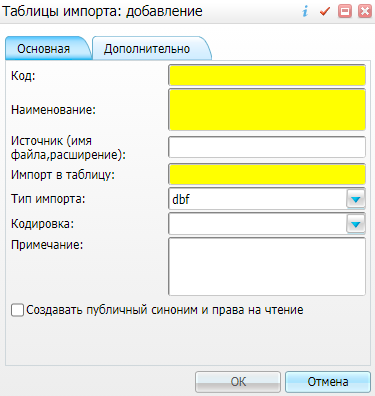 Таблицы импорта: добавление
Основная Дополнительно
Код:
Наименование:
Источник (имя
файла,расширение):
Импорт в таблицу:
Тип импорта: dbf
Кодировка:
Примечание:
Создавать публичный синоним и права на чтение
OK Отмена